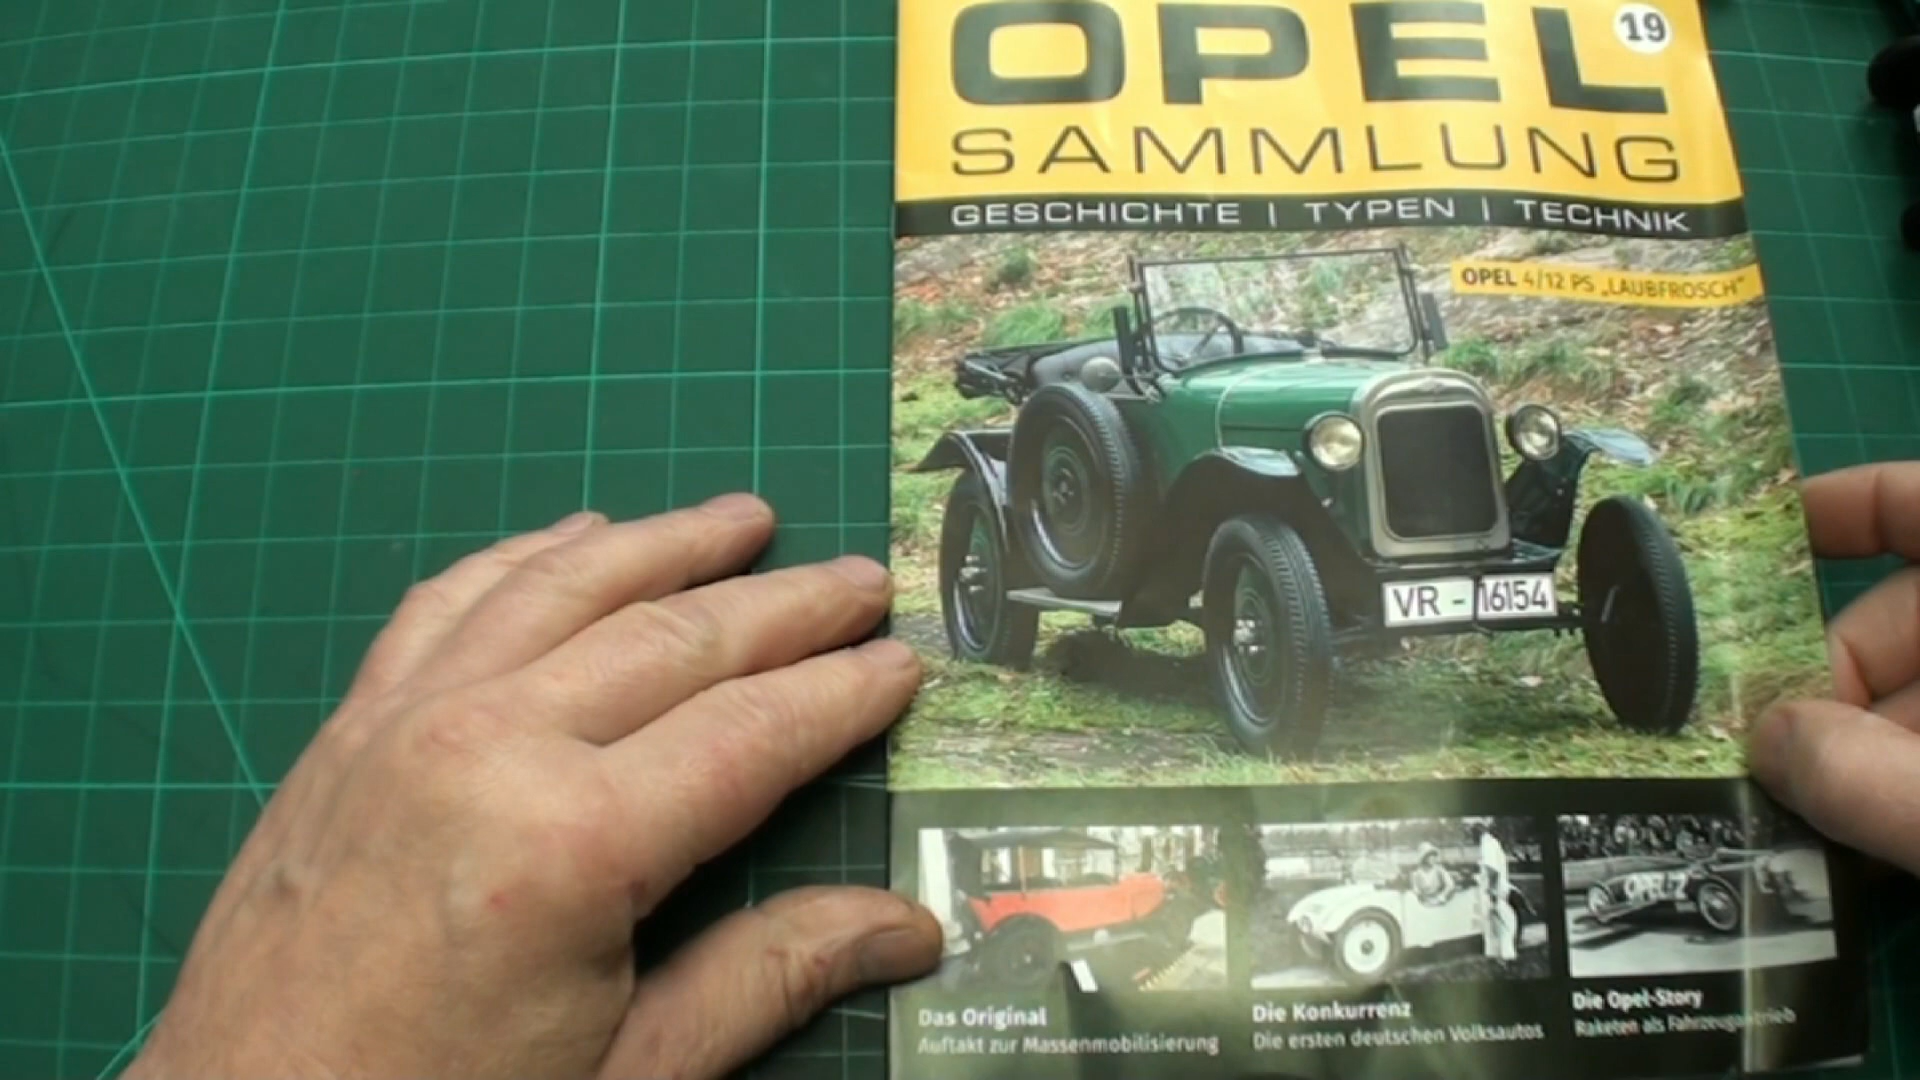 OPEL
19
SAMMLUNG
GESCHICHTE | TYPEN | TECHNIK
OPEL 4/12 PS „LAUBFROSCH“
VR - 16154
Das Original
Auftakt zur Massenmobilisierung
Die Konkurrenz
Die ersten deutschen Volksautos
Die Opel-Story
Raketen als Fahrzeugantrieb